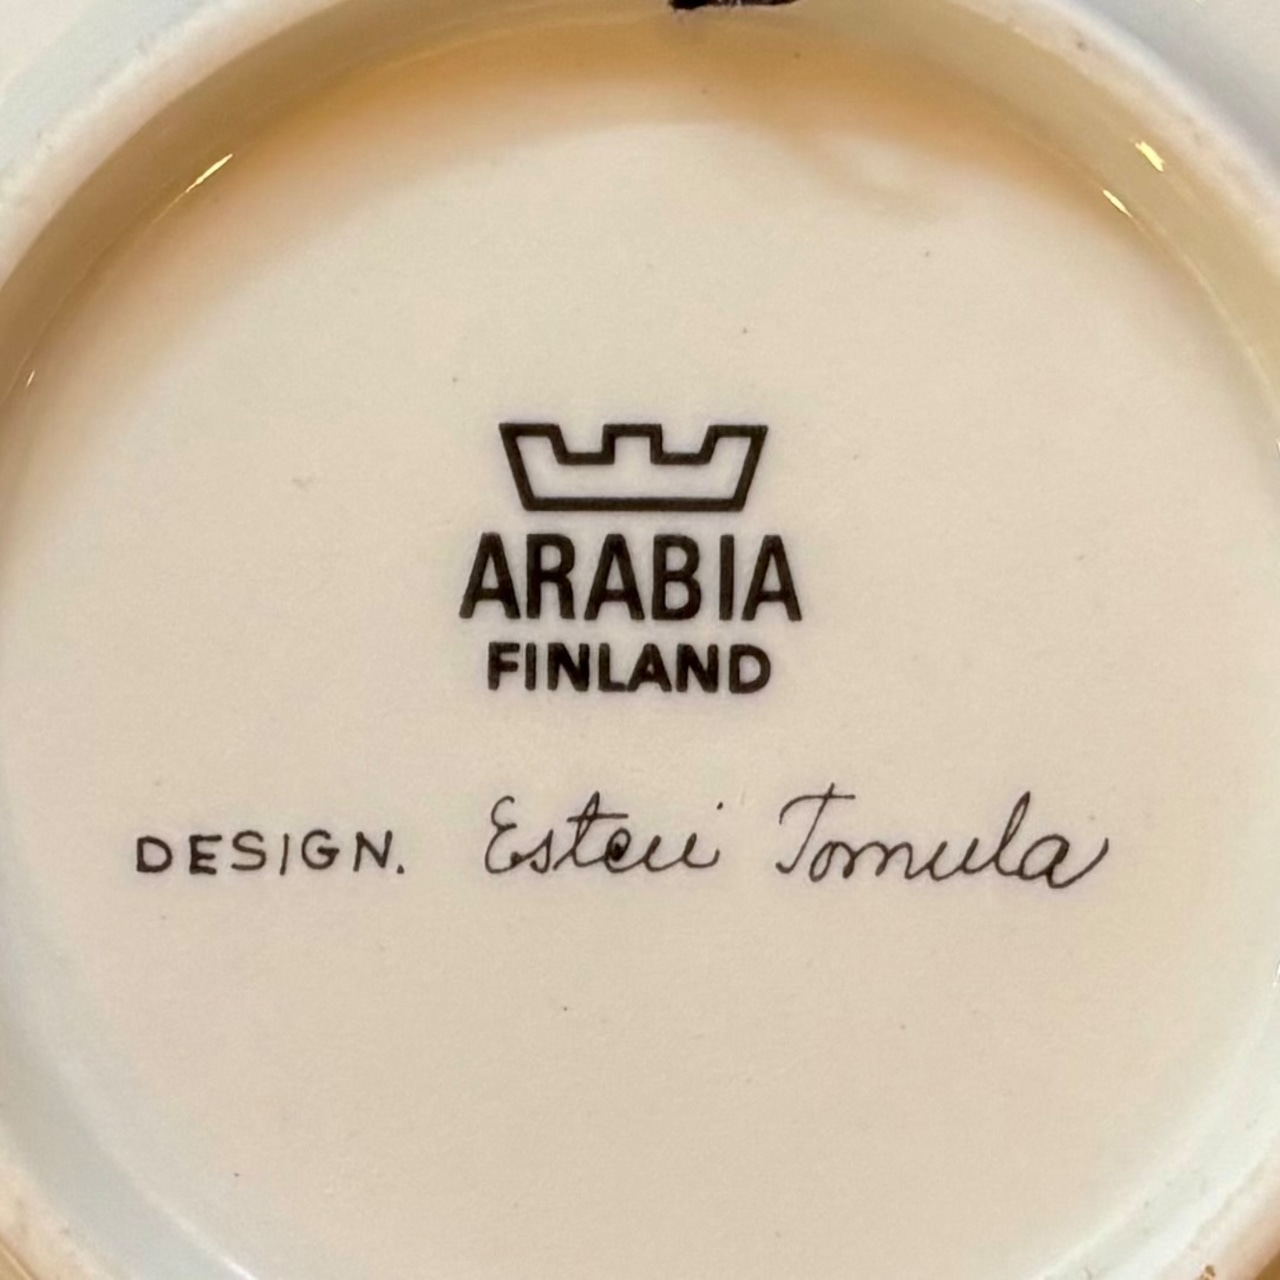 ARABIA
FINLAND
DESIGN. Esteri Tomula